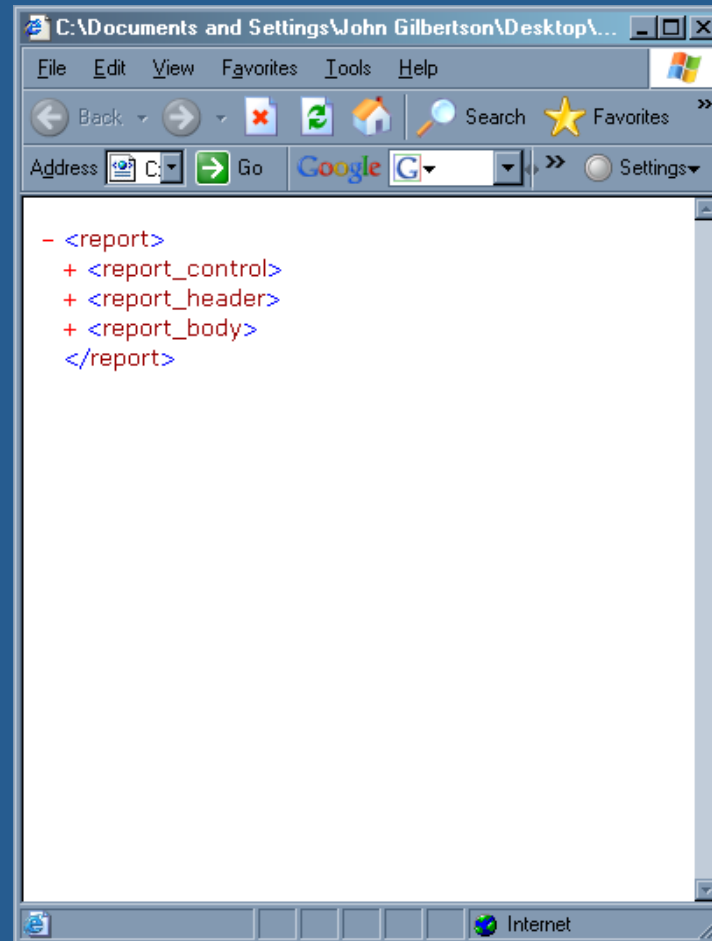 C:\Documents and Settings\John Gilbertson\Desktop\...
File Edit View Favorites Tools Help
Back Search Favorites »
Address C: Go Google G » Settings
- <report>
+ <report_control>
+ <report_header>
+ <report_body>
</report>
Internet